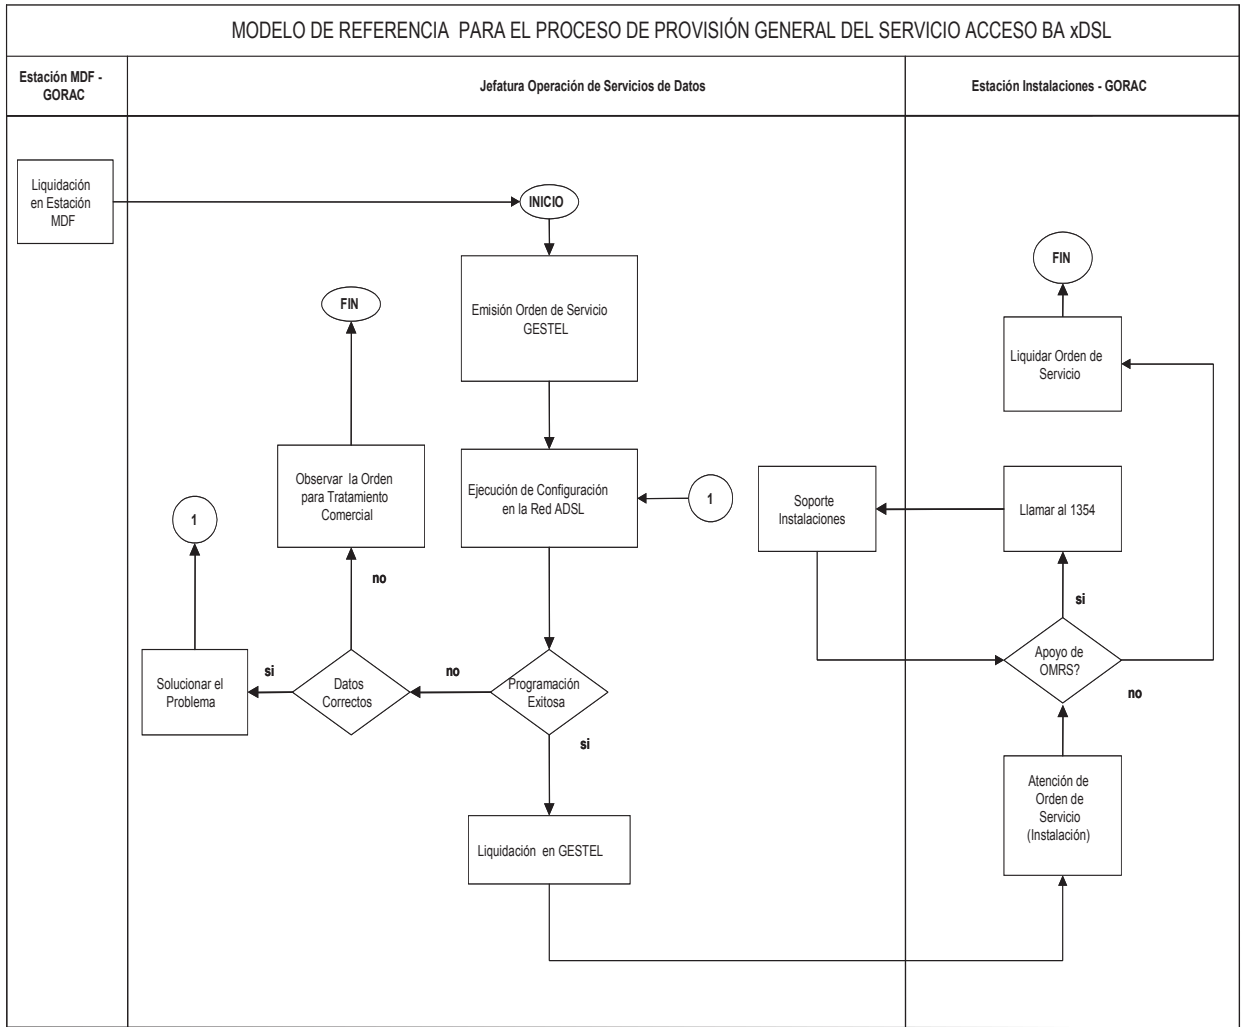 MODELO DE REFERENCIA PARA EL PROCESO DE PROVISIÓN GENERAL DEL SERVICIO ACCESO BA xDSL
Estación MDF -
GORAC
Jefatura Operación de Servicios de Datos
Estación Instalaciones - GORAC
Liquidación
en Estación
MDF
INICIO
Emisión Orden de Servicio
GESTEL
FIN
FIN
Liquidar Orden de
Servicio
Observar la Orden
para Tratamiento
Comercial
Ejecución de Configuración
en la Red ADSL
1
1
Soporte
Instalaciones
Llamar al 1354
no
si
Solucionar el
Problema
si
Datos
Correctos
no
Programación
Exitosa
si
Apoyo de
OMRS?
no
Liquidación en GESTEL
Atención de
Orden de
Servicio
(Instalación)